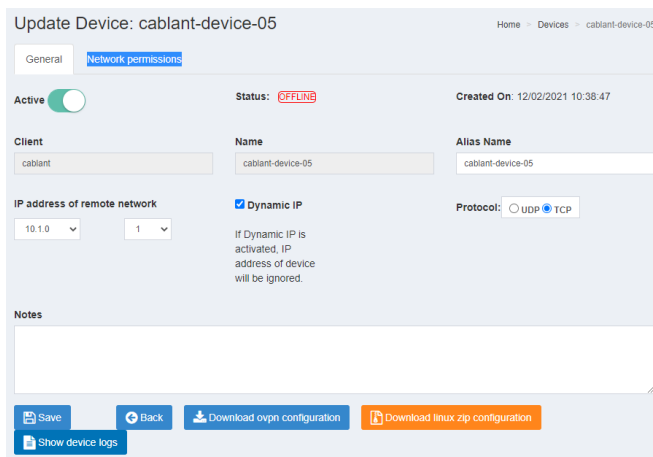 Update Device: cablant-device-05
Home > Devices > cablant-device-05
General
Network permissions
Active
Status: OFFLINE
Created On: 12/02/2021 10:38:47
Client
Name
Alias Name
cablant
cablant-device-05
cablant-device-05
IP address of remote network
Dynamic IP
Protocol: UDP TCP
10.1.0
1
If Dynamic IP is
activated, IP
address of device
will be ignored.
Notes
Save
Back
Download ovpn configuration
Download linux zip configuration
Show device logs